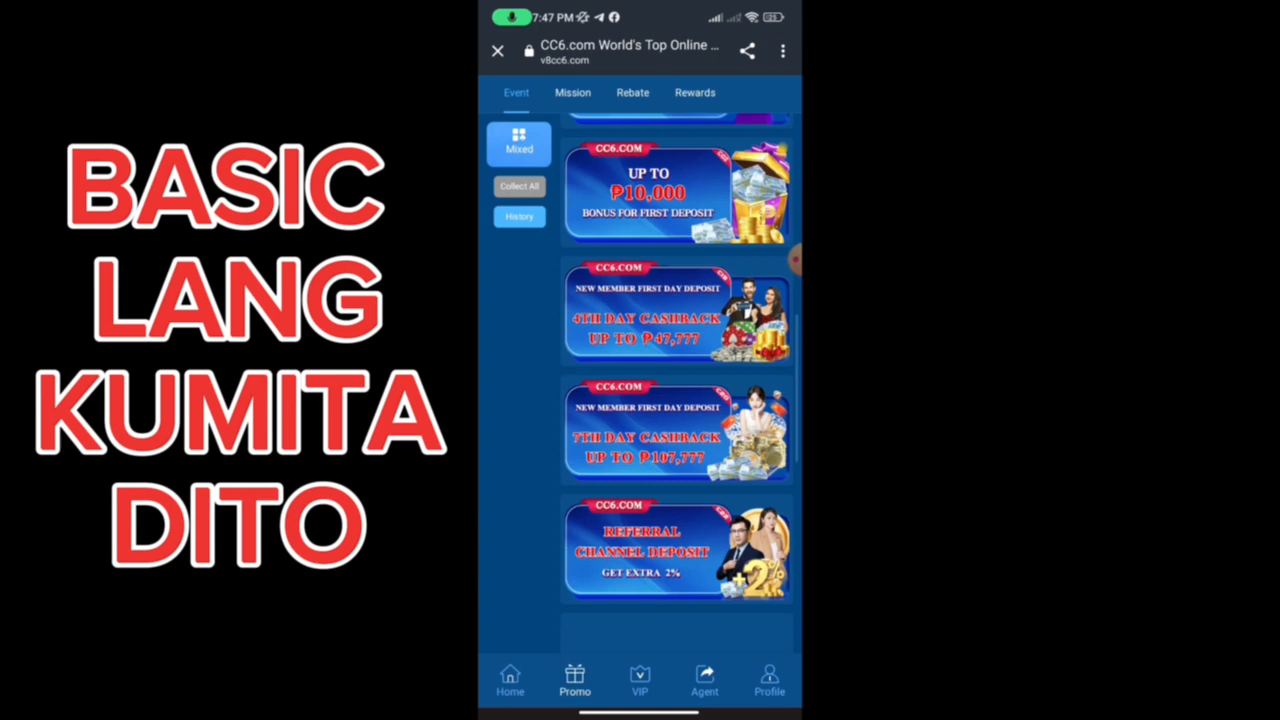 BASIC
LANG
KUMITA
DITO
7:47 PM
CC6.com World's Top Online ...
v8cc6.com
Event Mission Rebate Rewards
Mixed
Collect All
History
CC6.COM
UP TO
₱10,000
BONUS FOR FIRST DEPOSIT
CC6.COM
NEW MEMBER FIRST DAY DEPOSIT
4TH DAY CASHBACK
UP TO ₱47,777
CC6.COM
NEW MEMBER FIRST DAY DEPOSIT
7TH DAY CASHBACK
UP TO ₱107,777
CC6.COM
REFERRAL
CHANNEL DEPOSIT
GET EXTRA 2%
+2%
Home Promo VIP Agent Profile